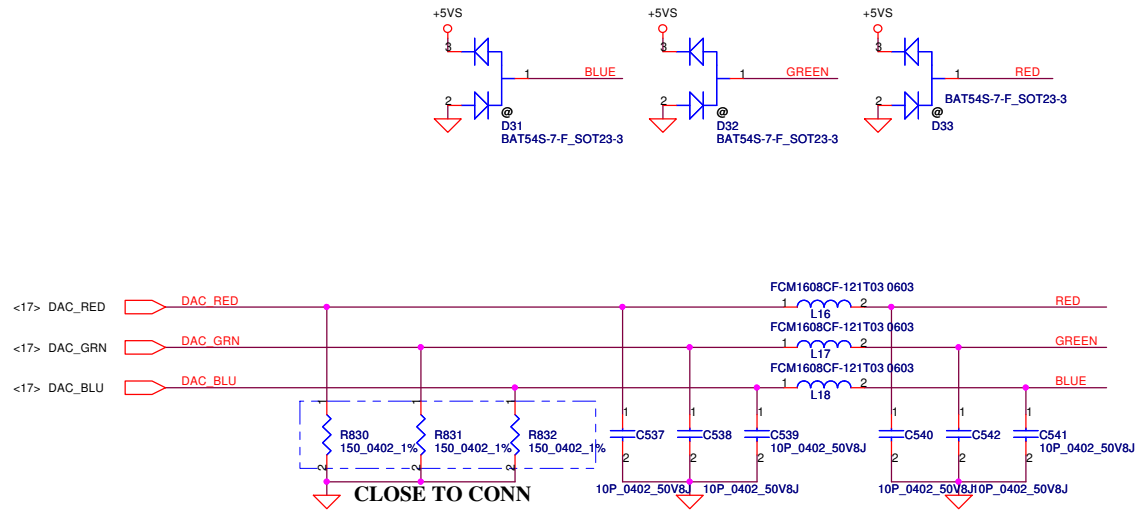 +5VS +5VS +5VS
3 3 3
1 BLUE 1 GREEN 1 RED
2 2 2 BAT54S-7-F_SOT23-3
@ @ @
D31 D32 D33
BAT54S-7-F_SOT23-3 BAT54S-7-F_SOT23-3
FCM1608CF-121T03 0603
<17> DAC_RED DAC_RED 1 2 RED
L16
FCM1608CF-121T03 0603
<17> DAC_GRN DAC_GRN 1 2 GREEN
L17
FCM1608CF-121T03 0603
<17> DAC_BLU DAC_BLU 1 2 BLUE
L18
1 1 1 1 1 1 1 1 1
R830 R831 R832 C537 C538 C539 C540 C542 C541
150_0402_1% 150_0402_1% 150_0402_1% 10P_0402_50V8J 10P_0402_50V8J
2 2 2 2 2 2 2 2 2
10P_0402_50V8J 10P_0402_50V8J 10P_0402_50V8J 10P_0402_50V8J
CLOSE TO CONN